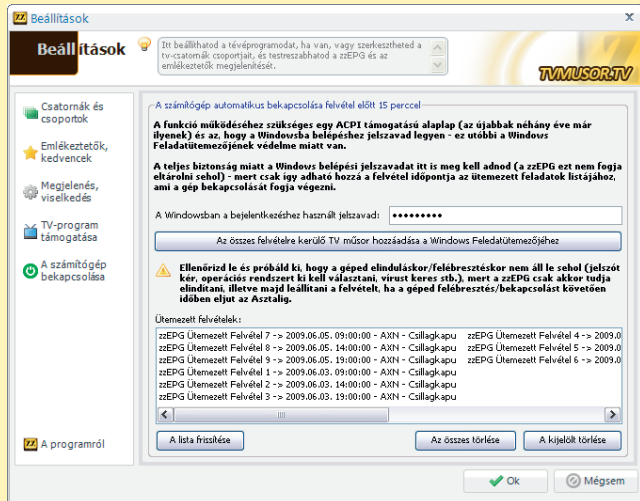 Beállítások
Beállítások
Itt beállíthatod a tévéprogramodat, ha van, vagy szerkesztheted a
tv-csatornák csoportjait, és testreszabhatod a zzEPG és az
emlékeztetők megjelenítését.
TVMUSOR.TV
Csatornák és
csoportok
Emlékeztetők,
kedvencek
Megjelenés,
viselkedés
TV-program
támogatása
A számítógép
bekapcsolása
A programról
A számítógép automatikus bekapcsolása felvétel előtt 15 perccel
A funkció működéséhez szükséges egy ACPI támogatású alaplap (az újabbak néhány éve már
ilyenek) és az, hogy a Windowsba belépéshez jelszavad legyen - ez utóbbi a Windows
Feladatütemezőjének védelme miatt van.
A teljes biztonság miatt a Windows belépési jelszavadat itt is meg kell adnod (a zzEPG ezt nem fogja
eltárolni sehol) - mert csak így adható hozzá a felvétel időpontja az ütemezett feladatok listájához,
ami a gép bekapcsolását fogja végezni.
A Windowsban a bejelentkezéshez használt jelszavad: •••••••••
Az összes felvételre kerülő TV műsor hozzáadása a Windows Feledatütemezőjéhez
Ellenőrizd le és próbáld ki, hogy a géped elinduláskor/felébresztéskor nem áll le sehol (jelszót
kér, operációs rendszert ki kell választani, vírust keres stb.), mert a zzEPG csak akkor tudja
elindítani, illetve majd leállítani a felvételt, ha a géped felébresztés/bekapcsolást követően
időben eljut az Asztalig.
Ütemezett felvételek:
zzEPG Ütemezett Felvétel 7 -> 2009.06.05. 09:00:00 - AXN - Csillagkapu zzEPG Ütemezett Felvétel 4 -> 2009.0
zzEPG Ütemezett Felvétel 8 -> 2009.06.05. 14:00:00 - AXN - Csillagkapu zzEPG Ütemezett Felvétel 5 -> 2009.0
zzEPG Ütemezett Felvétel 9 -> 2009.06.05. 19:00:00 - AXN - Csillagkapu zzEPG Ütemezett Felvétel 6 -> 2009.0
zzEPG Ütemezett Felvétel 1 -> 2009.06.03. 09:00:00 - AXN - Csillagkapu
zzEPG Ütemezett Felvétel 2 -> 2009.06.03. 14:00:00 - AXN - Csillagkapu
zzEPG Ütemezett Felvétel 3 -> 2009.06.03. 19:00:00 - AXN - Csillagkapu
A lista frissítése
Az összes törlése
A kijelölt törlése
Ok
Mégsem